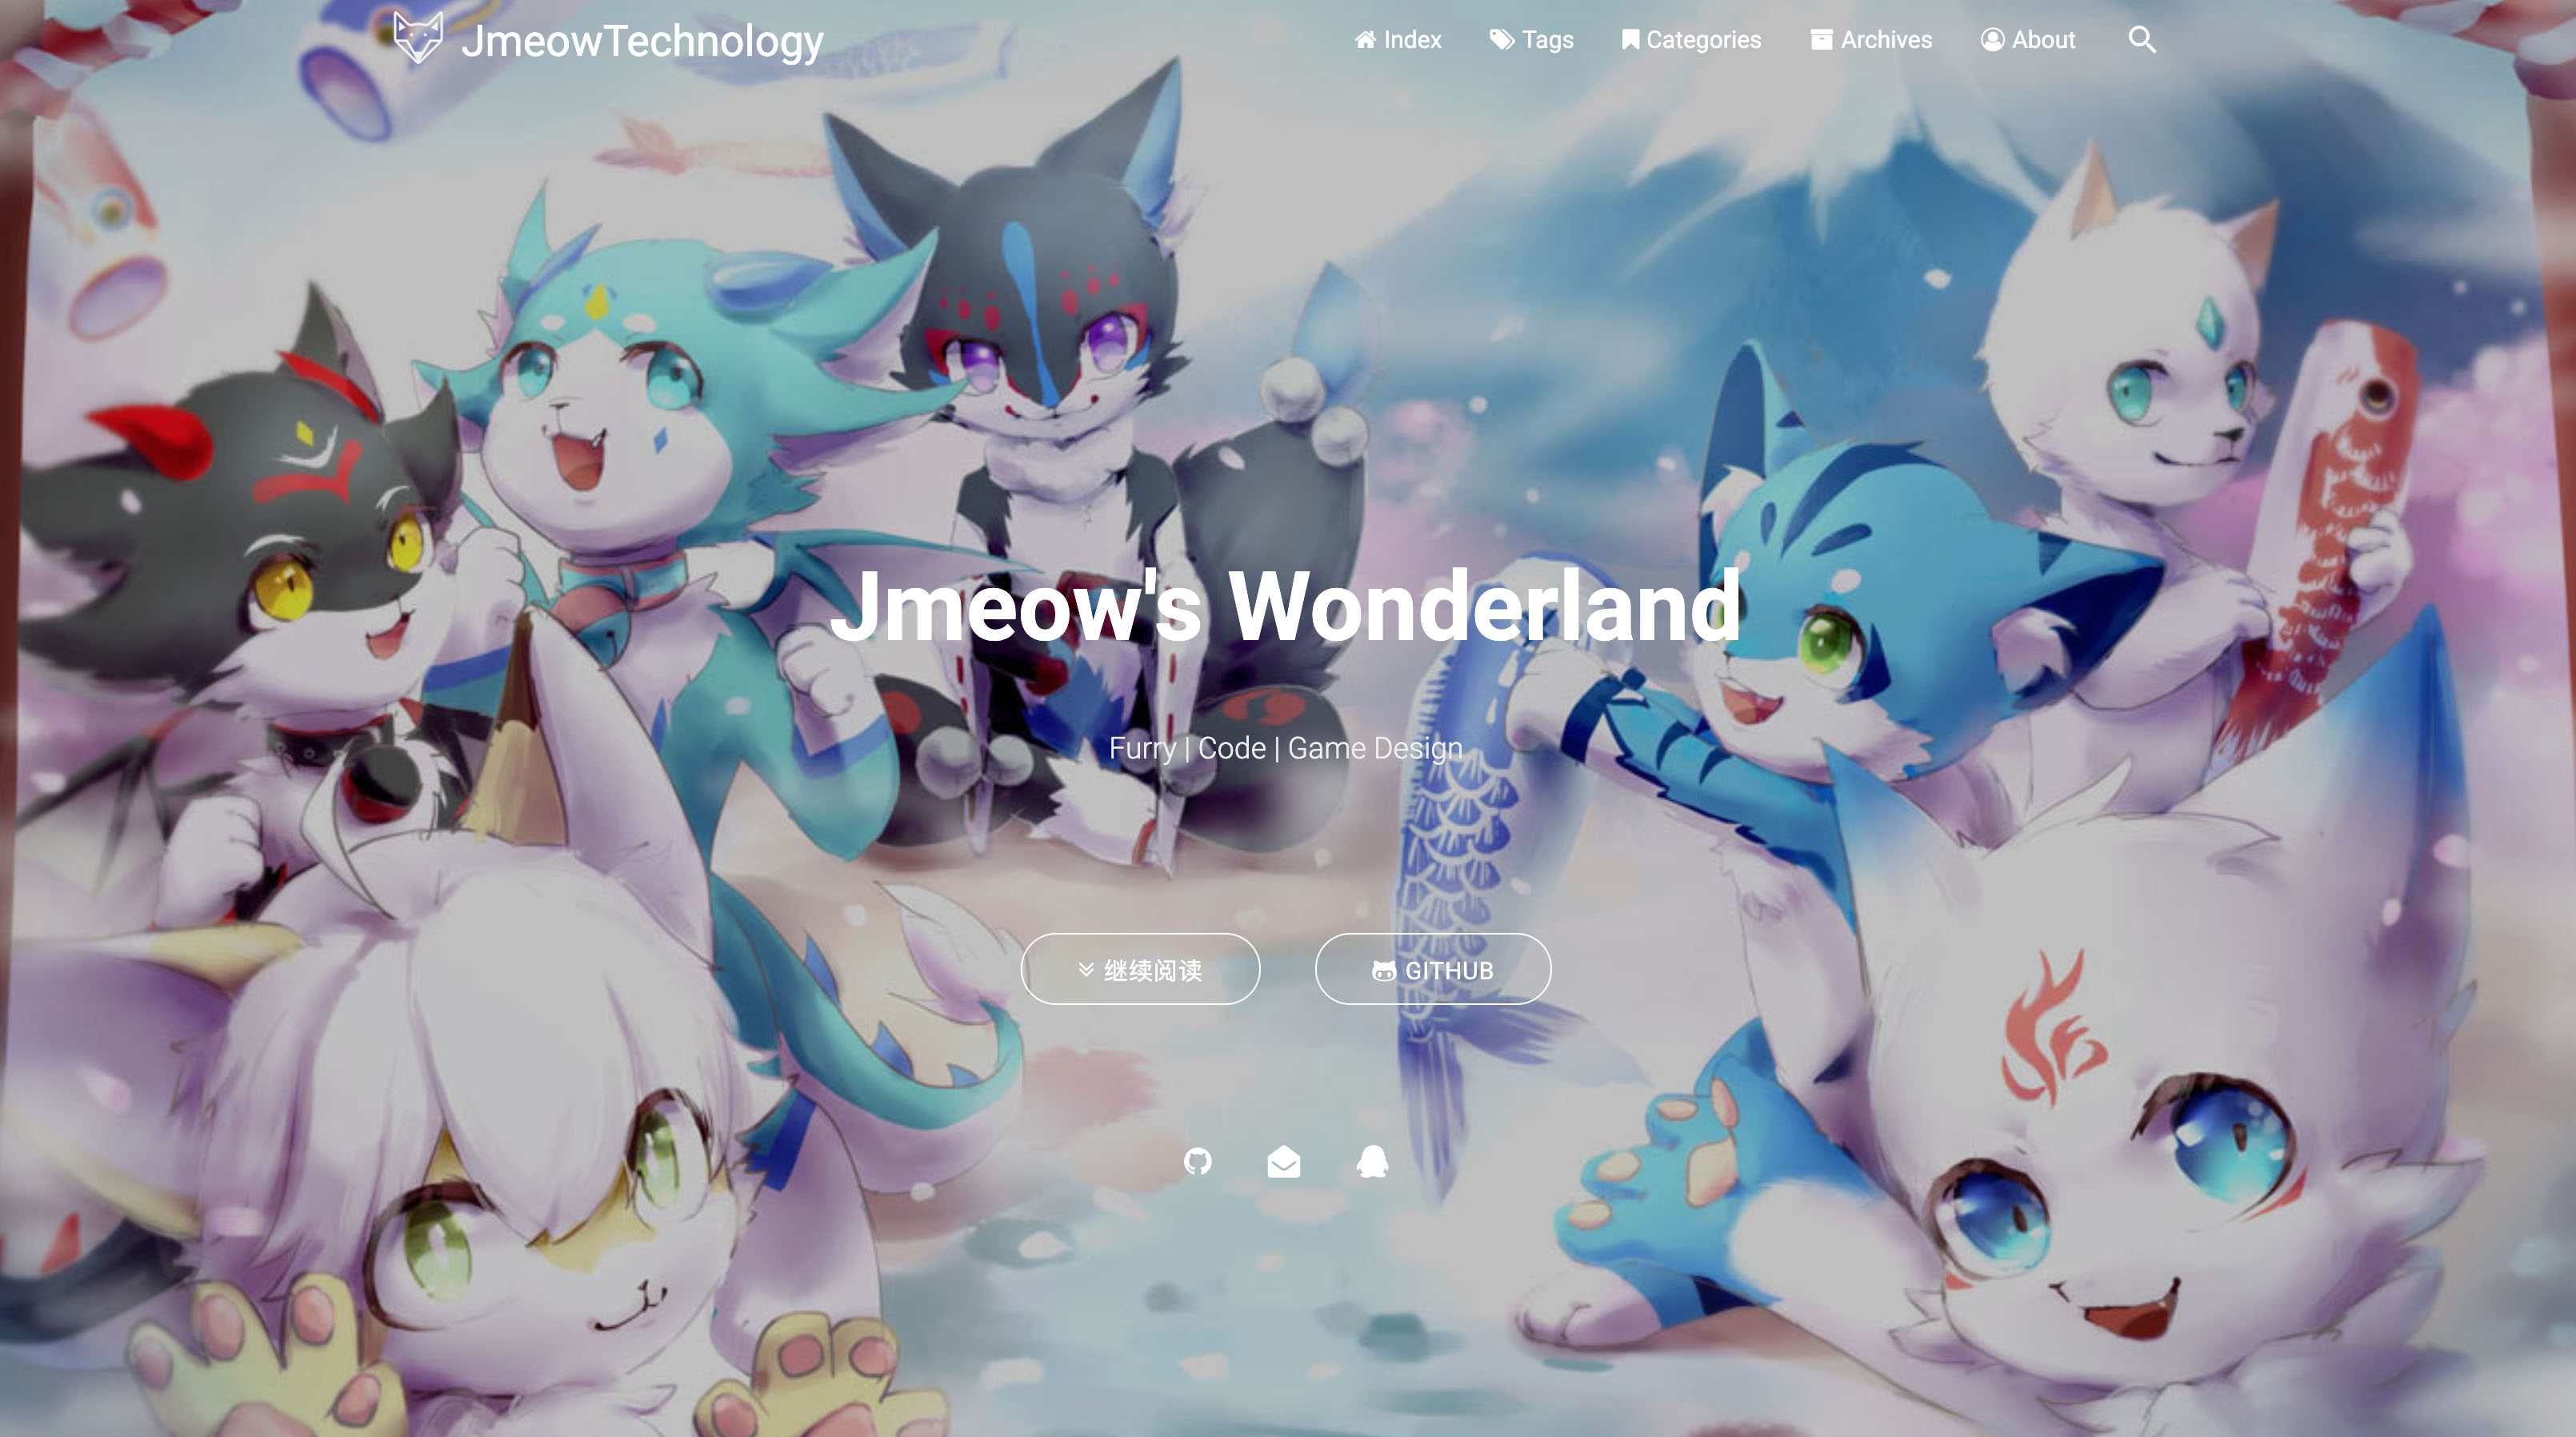 JmeowTechnology
Index
Tags
Categories
Archives
About
Jmeow's Wonderland
Furry | Code | Game Design
继续阅读
GITHUB